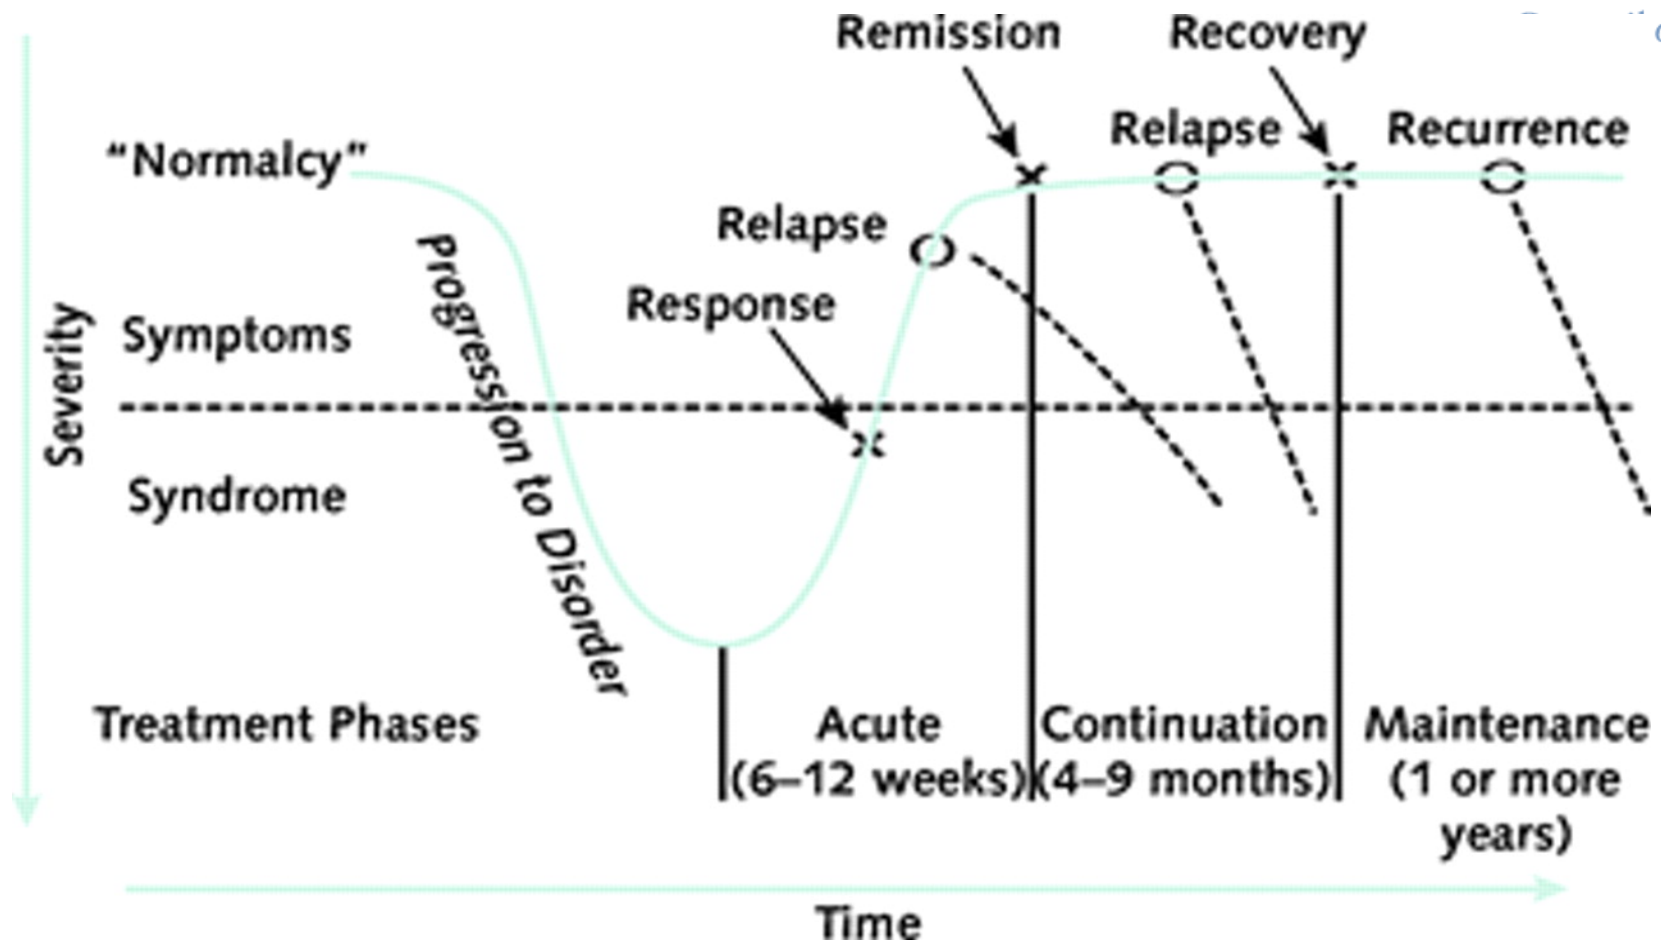 Remission
Recovery
Relapse
Recurrence
“Normalcy”
Relapse
Response
Symptoms
Severity
Progression to Disorder
Syndrome
Treatment Phases
Acute
(6–12 weeks)
Continuation
(4–9 months)
Maintenance
(1 or more
years)
Time